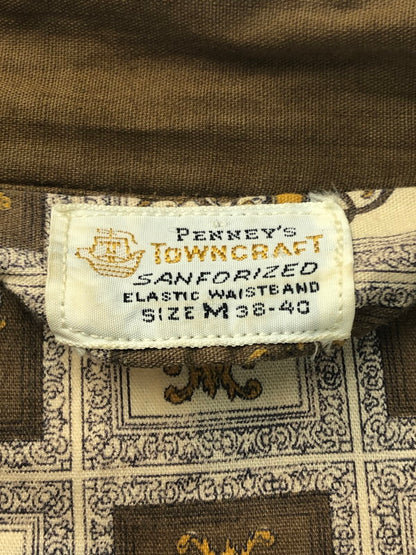 PENNEY'S
TOWNCRAFT
SANFORIZED
ELASTIC WAISTBAND
SIZE M 38-40